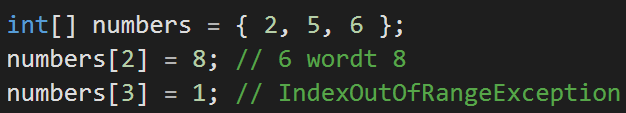 int[] numbers = { 2, 5, 6 };
numbers[2] = 8; // 6 wordt 8
numbers[3] = 1; // IndexOutOfRangeException